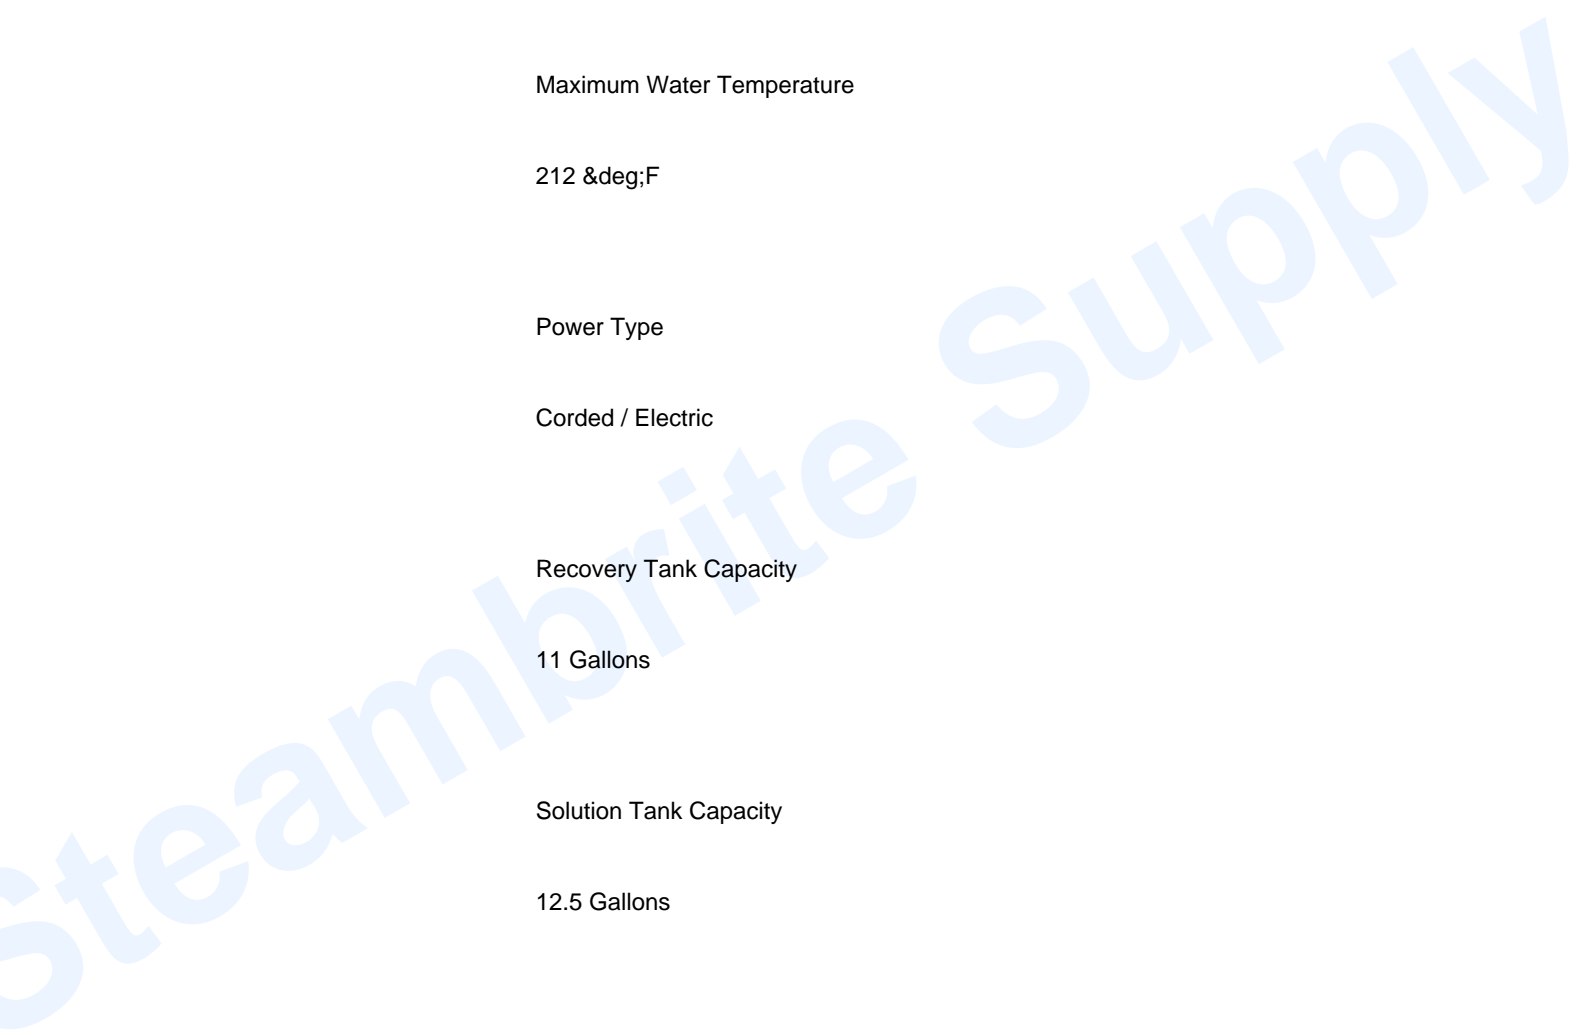 Maximum Water Temperature
212 &deg;F
Power Type
Corded / Electric
Recovery Tank Capacity
11 Gallons
Solution Tank Capacity
12.5 Gallons
Steambrite Supply